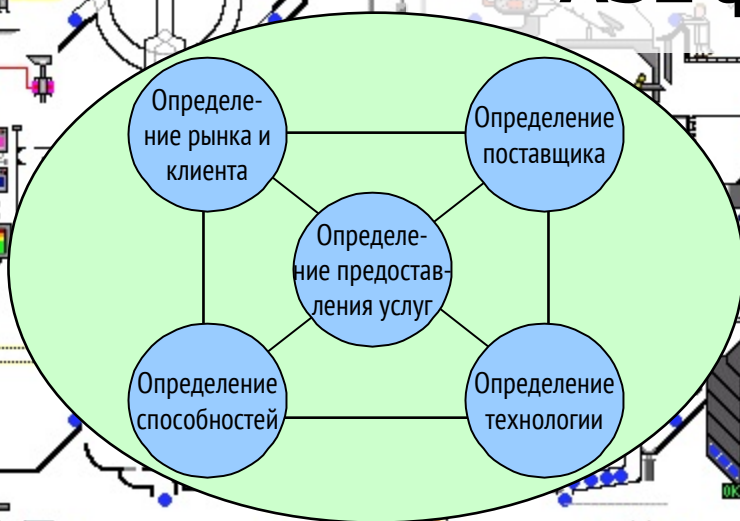 Определе-
ние рынка и
клиента
Определение
поставщика
Определе-
ние предостав-
ления услуг
Определение
способностей
Определение
технологии